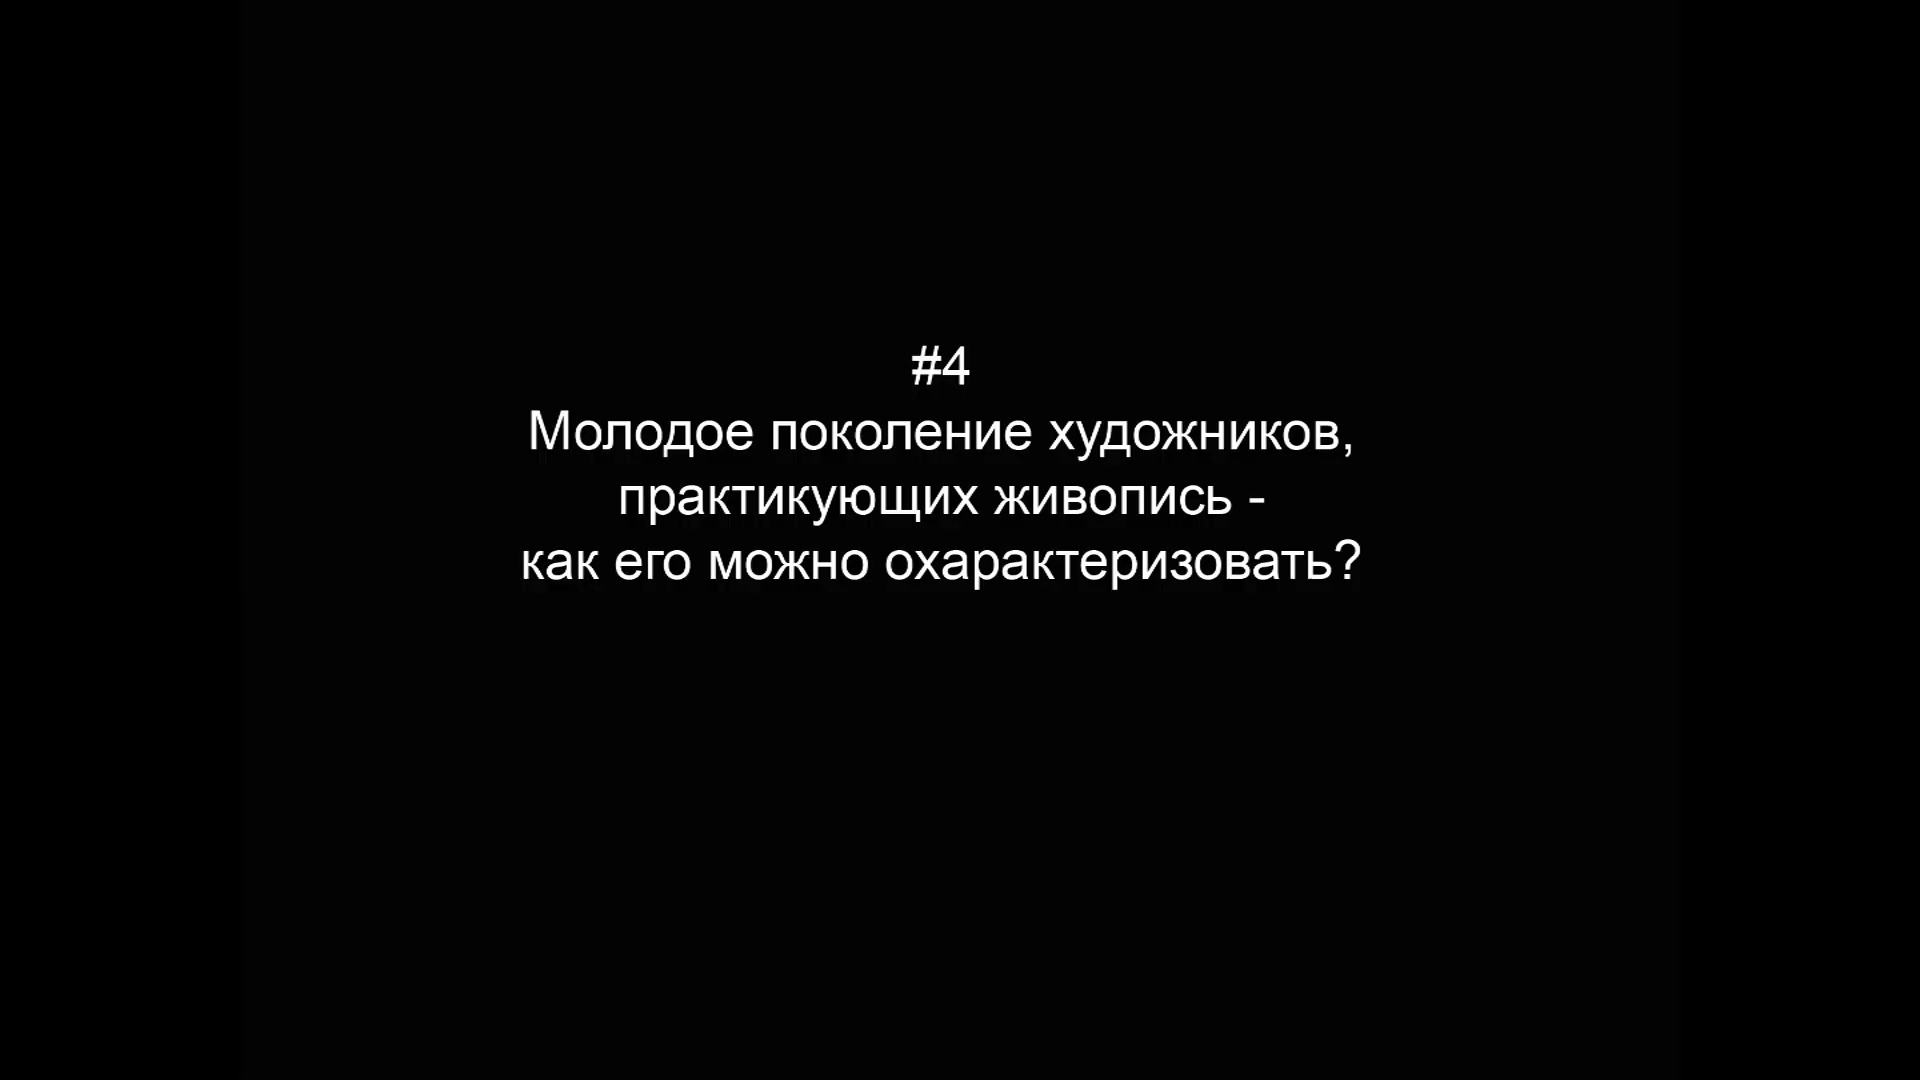 #4
Молодое поколение художников,
практикующих живопись -
как его можно охарактеризовать?